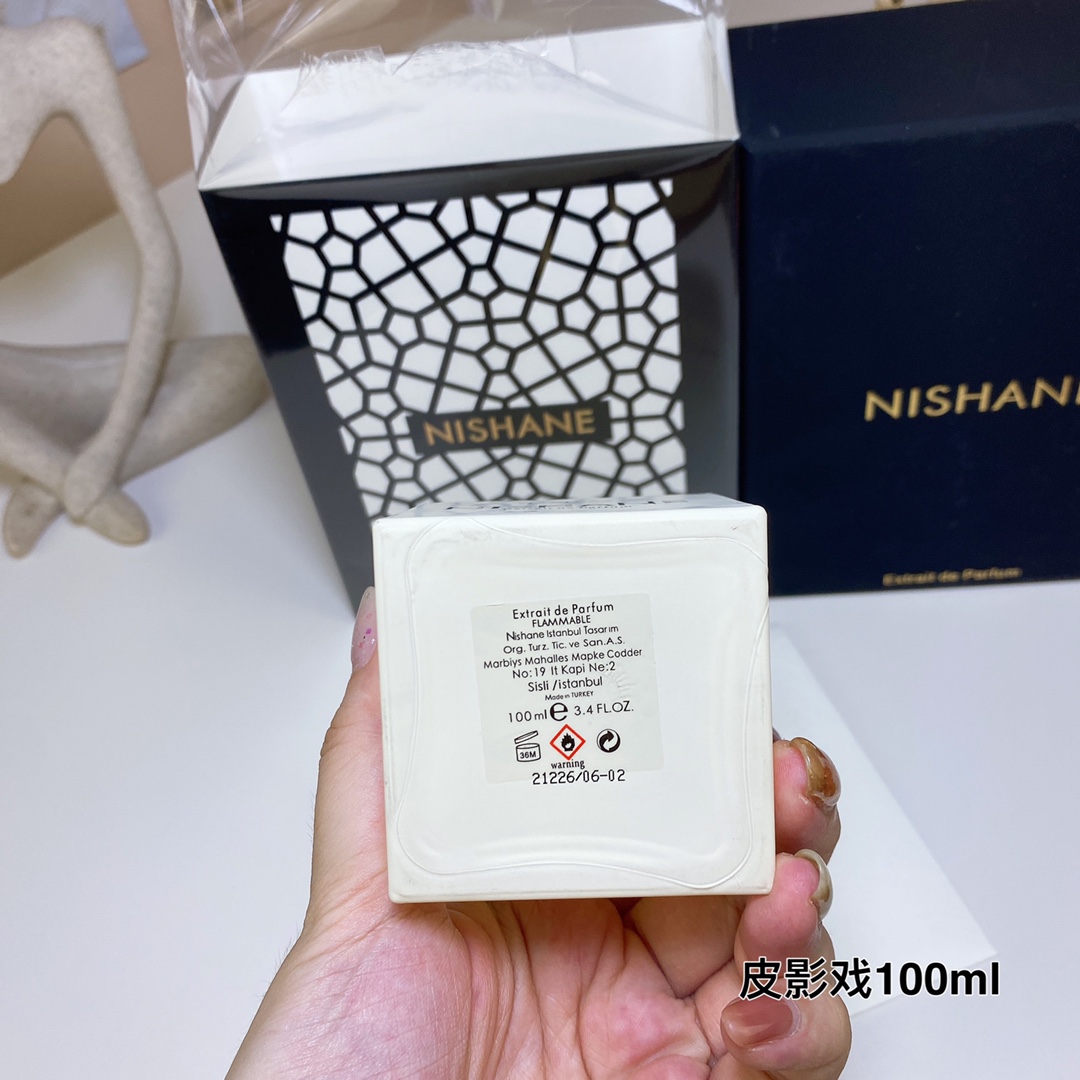 NISHANE
NISHAN
Extrait de Parfum
Extrait de Parfum
FLAMMABLE
Nishane Istanbul Tasarım
Org. Turz. Tic. ve San.A.S.
Marbiys Mahalles Mapke Codder
No:19 It Kapi Ne:2
Sisli /istanbul
Made in TURKEY
100 ml e 3.4 FL.OZ.
36M
warning
21226/06-02
皮影戏100ml